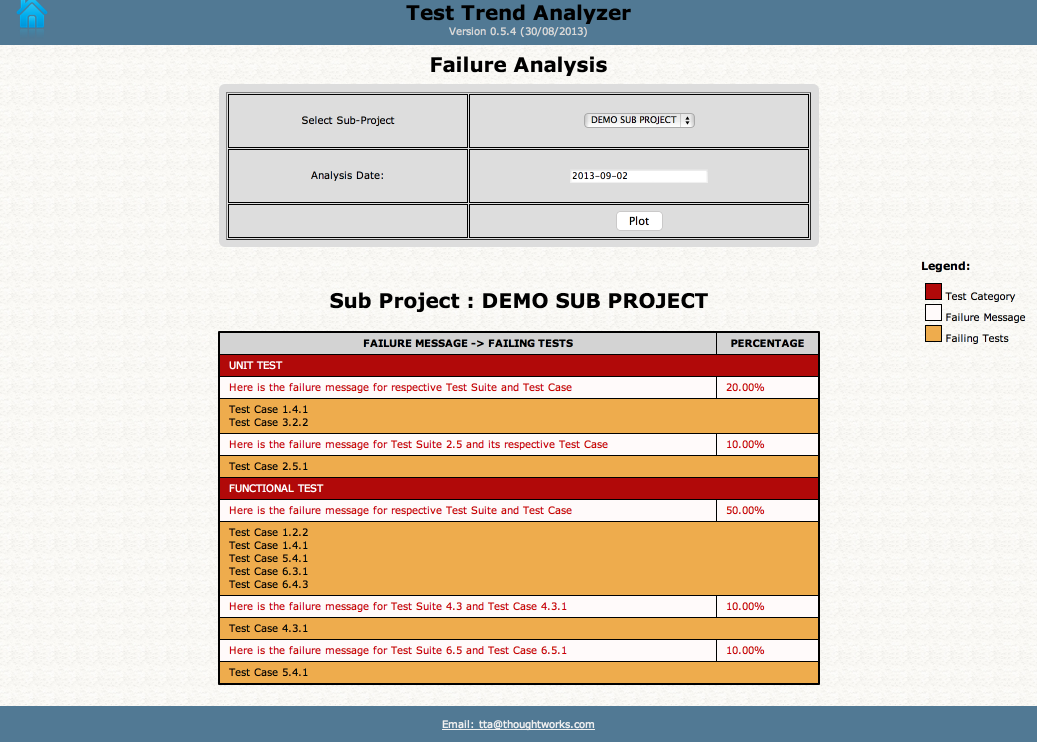 Test Trend Analyzer
Version 0.5.4 (30/08/2013)
Failure Analysis
Select Sub-Project
DEMO SUB PROJECT
Analysis Date:
2013-09-02
Plot
Legend:
Test Category
Failure Message
Failing Tests
Sub Project : DEMO SUB PROJECT
FAILURE MESSAGE -> FAILING TESTS PERCENTAGE
UNIT TEST
Here is the failure message for respective Test Suite and Test Case 20.00%
Test Case 1.4.1
Test Case 3.2.2
Here is the failure message for Test Suite 2.5 and its respective Test Case 10.00%
Test Case 2.5.1
FUNCTIONAL TEST
Here is the failure message for respective Test Suite and Test Case 50.00%
Test Case 1.2.2
Test Case 1.4.1
Test Case 5.4.1
Test Case 6.3.1
Test Case 6.4.3
Here is the failure message for Test Suite 4.3 and Test Case 4.3.1 10.00%
Test Case 4.3.1
Here is the failure message for Test Suite 6.5 and Test Case 6.5.1 10.00%
Test Case 5.4.1
Email: tta@thoughtworks.com